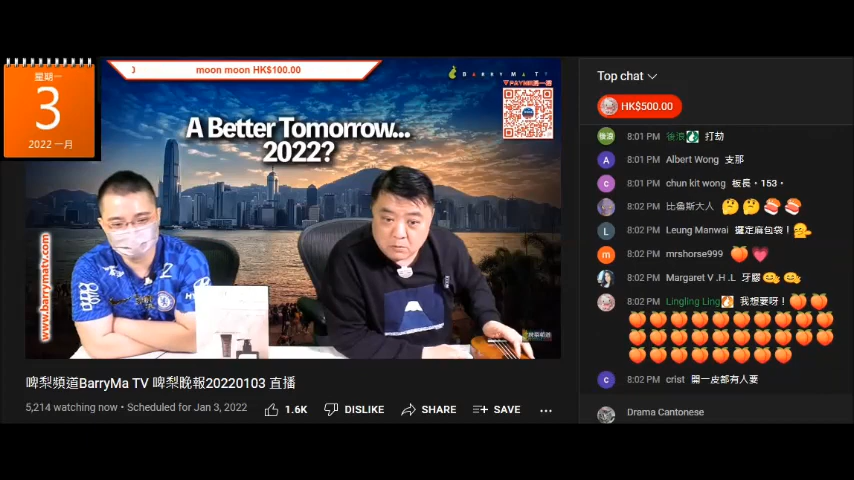 星期一
3
2022 一月
moon moon HK$100.00
BARRYMATV
A Better Tomorrow...
2022?
www.barrymatv.com
啤梨頻道BarryMa TV 啤梨晚報20220103 直播
5,214 watching now • Scheduled for Jan 3, 2022
1.6K
DISLIKE
SHARE
SAVE
Top chat
HK$500.00
8:01 PM 後浪 打劫
8:01 PM Albert Wong 支那
8:01 PM chun kit wong 板長・153・
8:02 PM 比魯斯大人
8:02 PM Leung Manwai 攞定麻包袋！
8:02 PM mrshorse999
8:02 PM Margaret V .H .L 牙膠
8:02 PM Lingling Ling 我想要呀！
8:02 PM crist 開一皮都有人要
Drama Cantonese